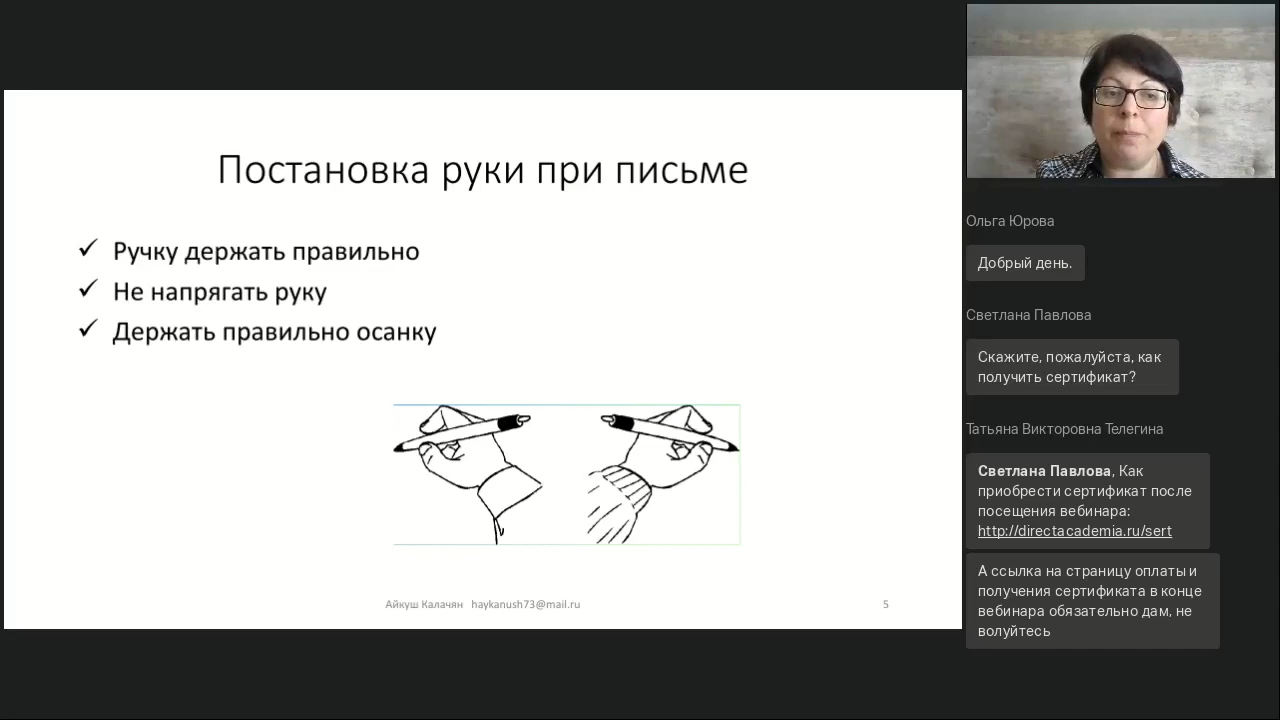 Постановка руки при письме
✓ Ручку держать правильно
✓ Не напрягать руку
✓ Держать правильно осанку
Айкуш Калачян haykanush73@mail.ru
5
Ольга Юрова
Добрый день.
Светлана Павлова
Скажите, пожалуйста, как
получить сертификат?
Татьяна Викторовна Телегина
Светлана Павлова, Как
приобрести сертификат после
посещения вебинара:
http://directacademia.ru/sert
А ссылка на страницу оплаты и
получения сертификата в конце
вебинара обязательно дам, не
волуйтесь